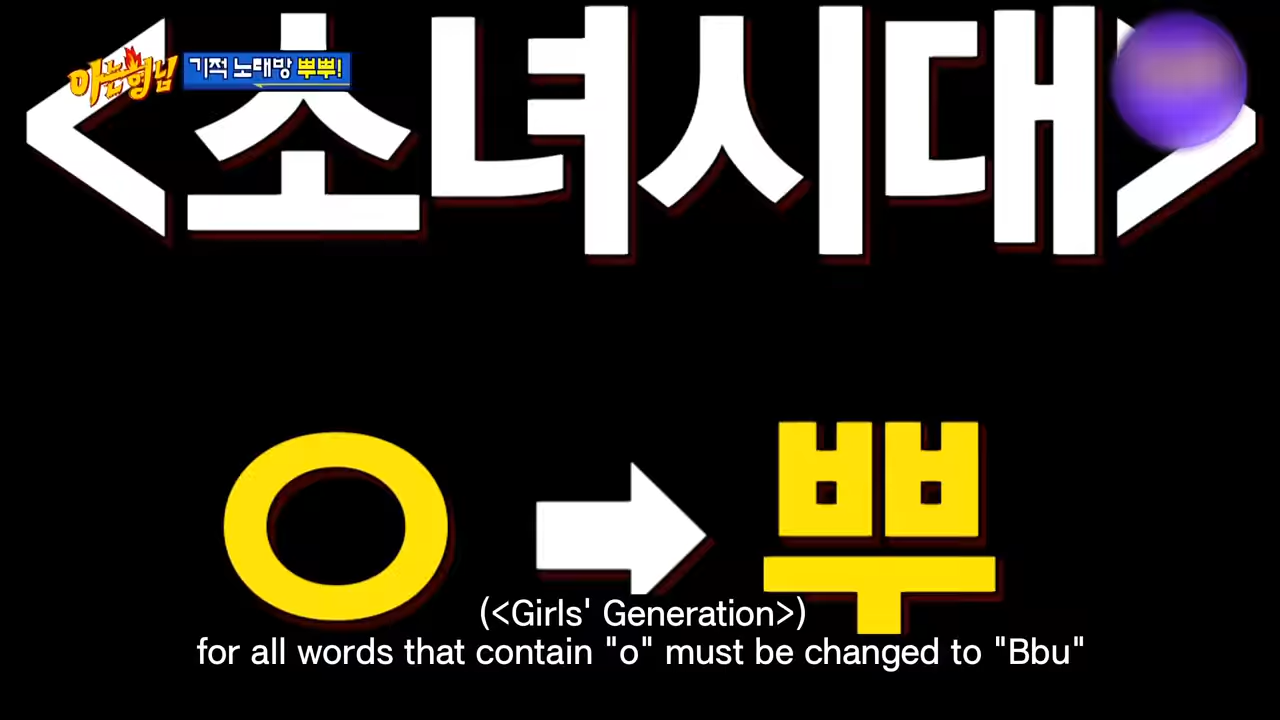 아는형님 기적 노래방 뿌뿌!
<소녀시대>
ㅇ → 뿌
(<Girls' Generation>)
for all words that contain "o" must be changed to "Bbu"